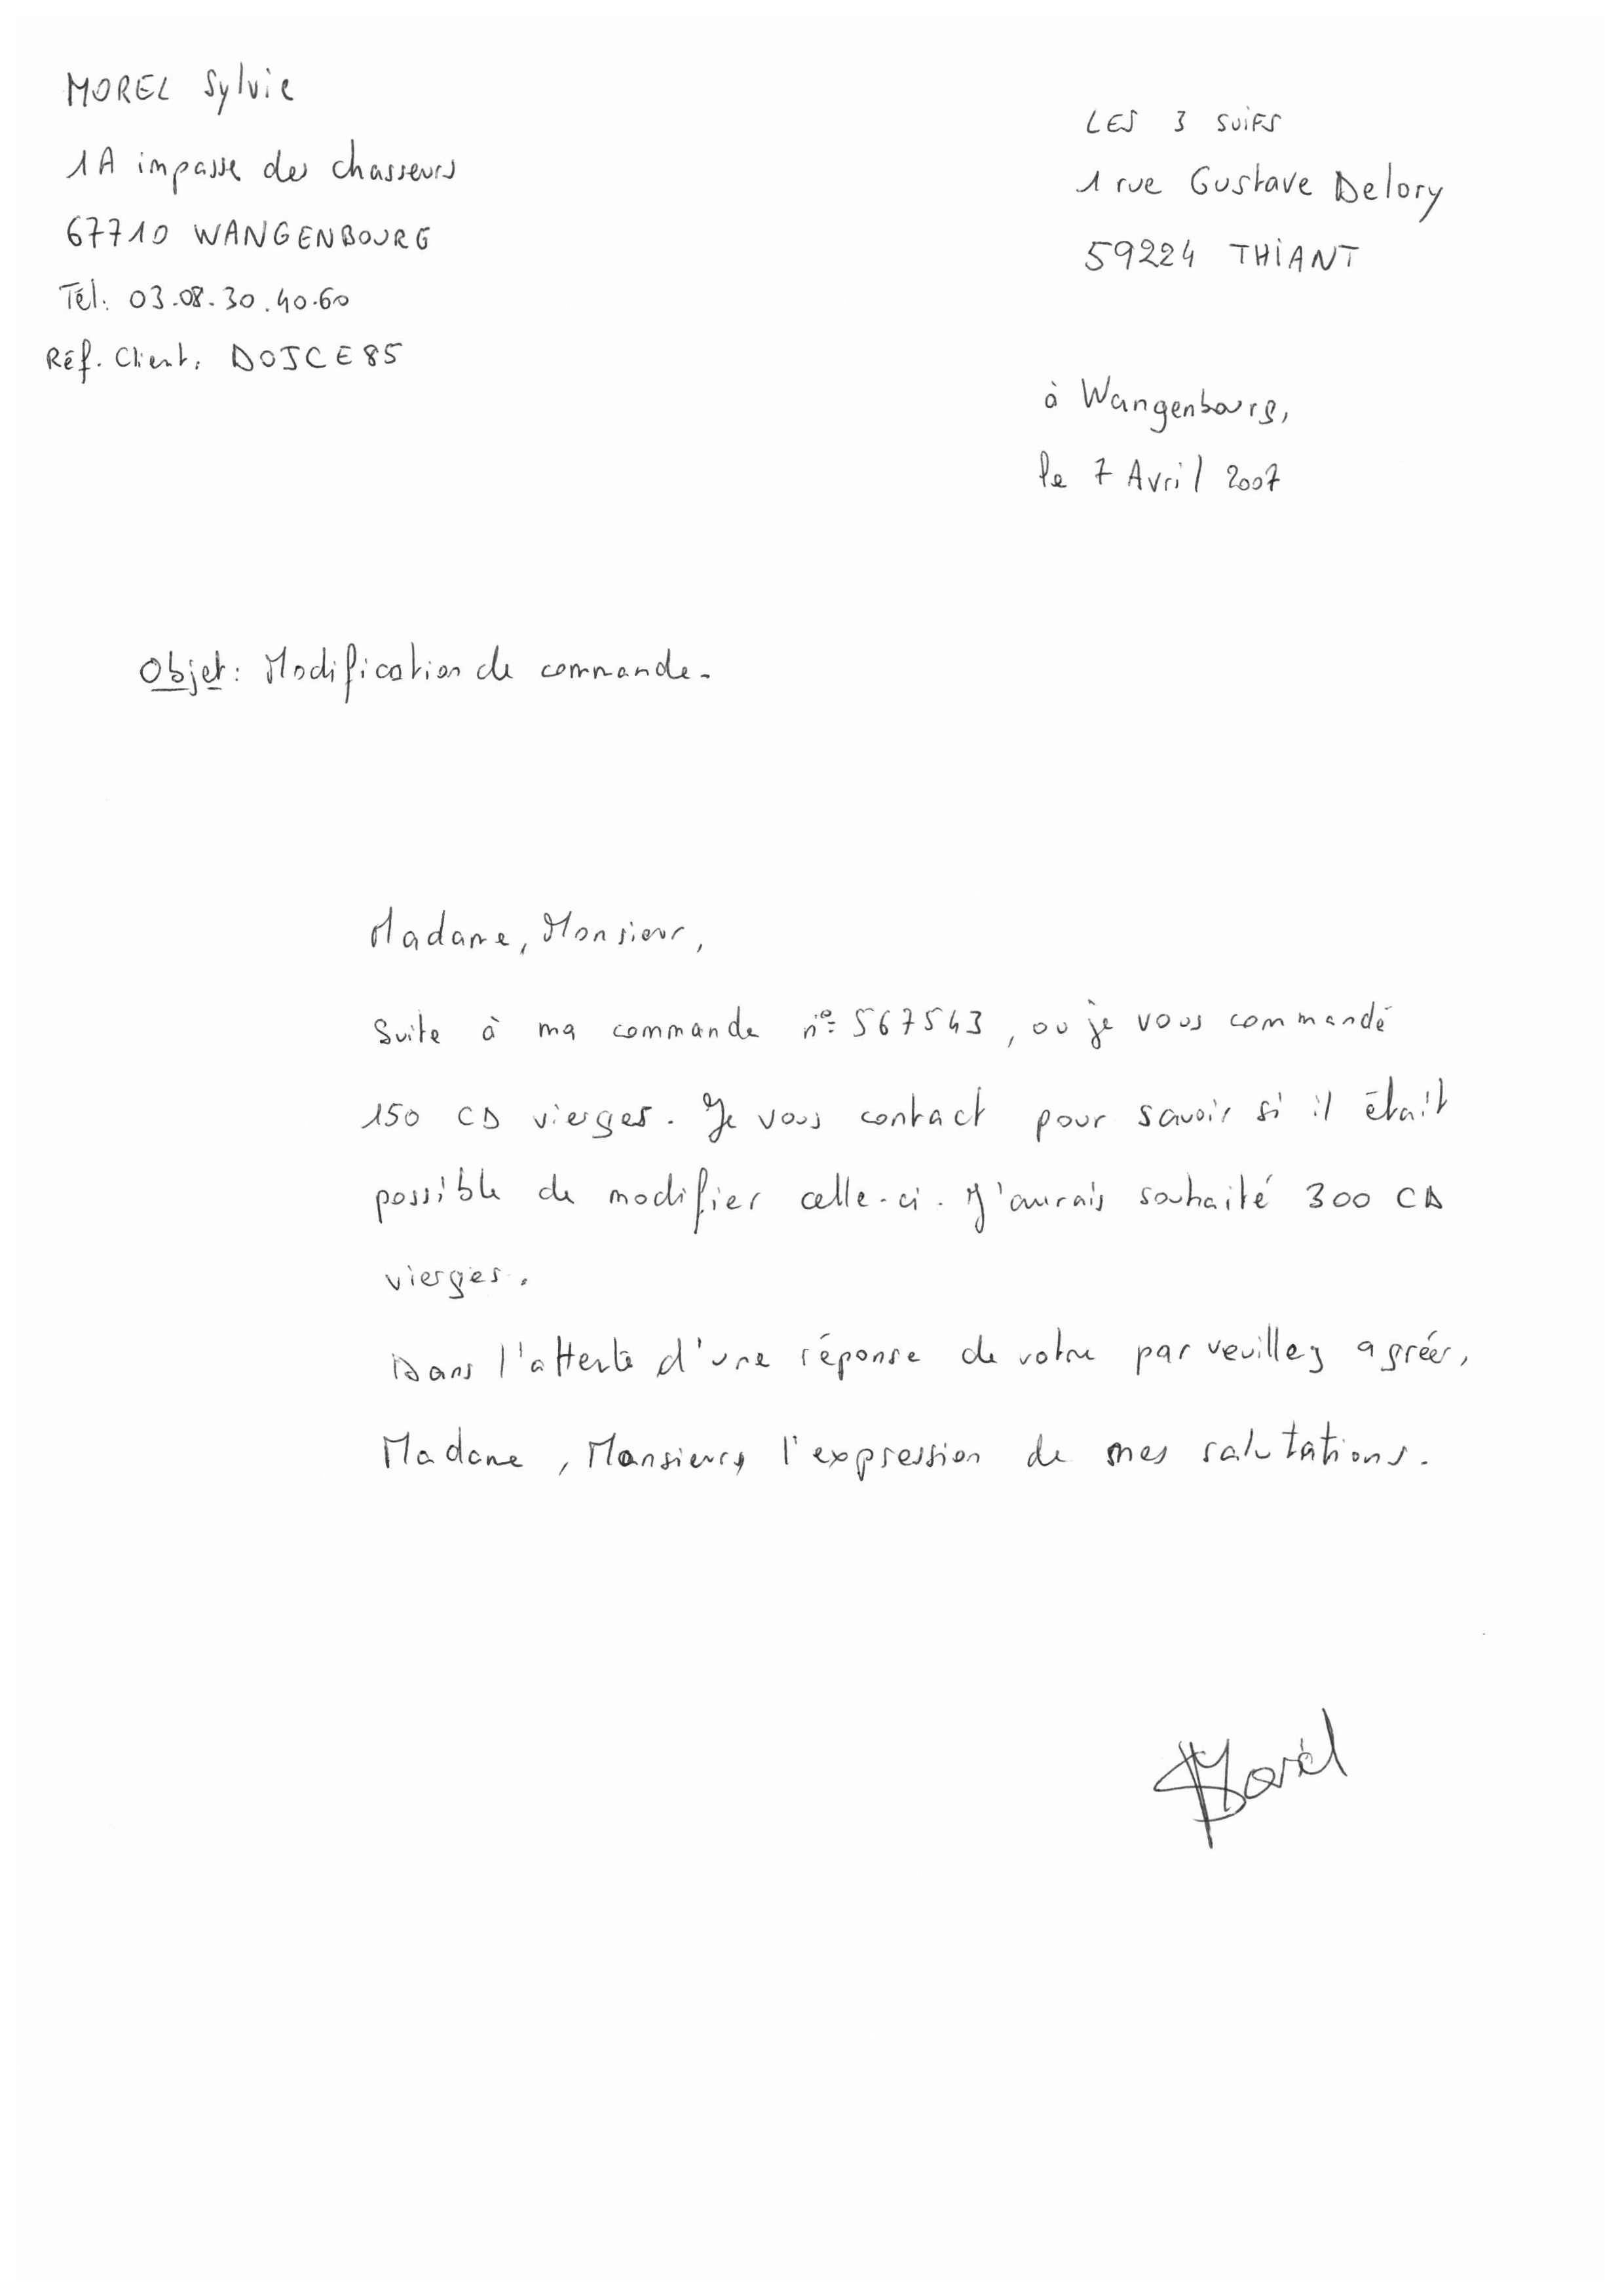 MOREL Sylvie
1A impasse des chasseurs
67710 WANGENBOURG
Tél: 03.08.30.40.60
Réf. Client: DOJCE85
LES 3 SUIFS
1 rue Gustave Delory
59224 THIANT
à Wangenbourg,
le 7 Avril 2007
Objet: Modification de commande.
Madame, Monsieur,
Suite à ma commande n° 567543, ou je vous commandé
150 CD vierges. Je vous contact pour savoir si il était
possible de modifier celle-ci. J'aurais souhaité 300 CD
vierges.
Dans l'attente d'une réponse de votre par veuillez agréer,
Madame, Monsieur, l'expression de mes salutations.
SMorel